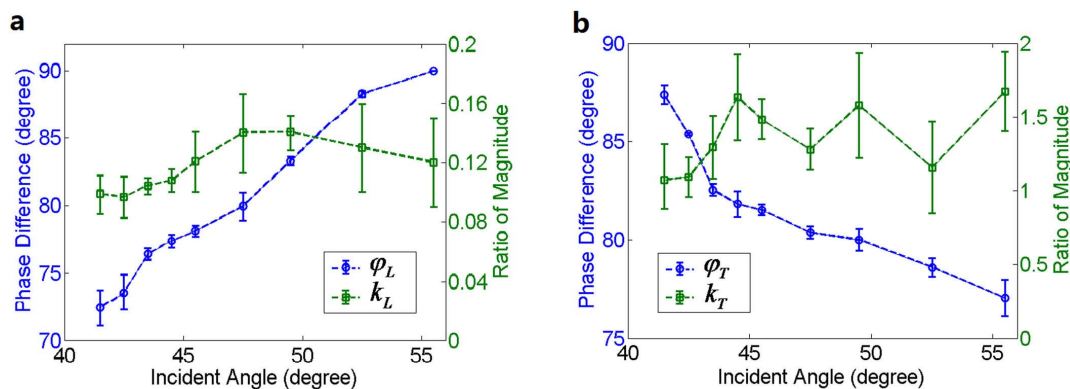 a
90
85
80
75
70
Phase Difference (degree)
0.2
0.16
0.12
0.08
0.04
0
Ratio of Magnitude
φL
kL
40 45 50 55
Incident Angle (degree)
b
90
85
80
75
Phase Difference (degree)
2
1.5
1
0.5
0
Ratio of Magnitude
φT
kT
40 45 50 55
Incident Angle (degree)